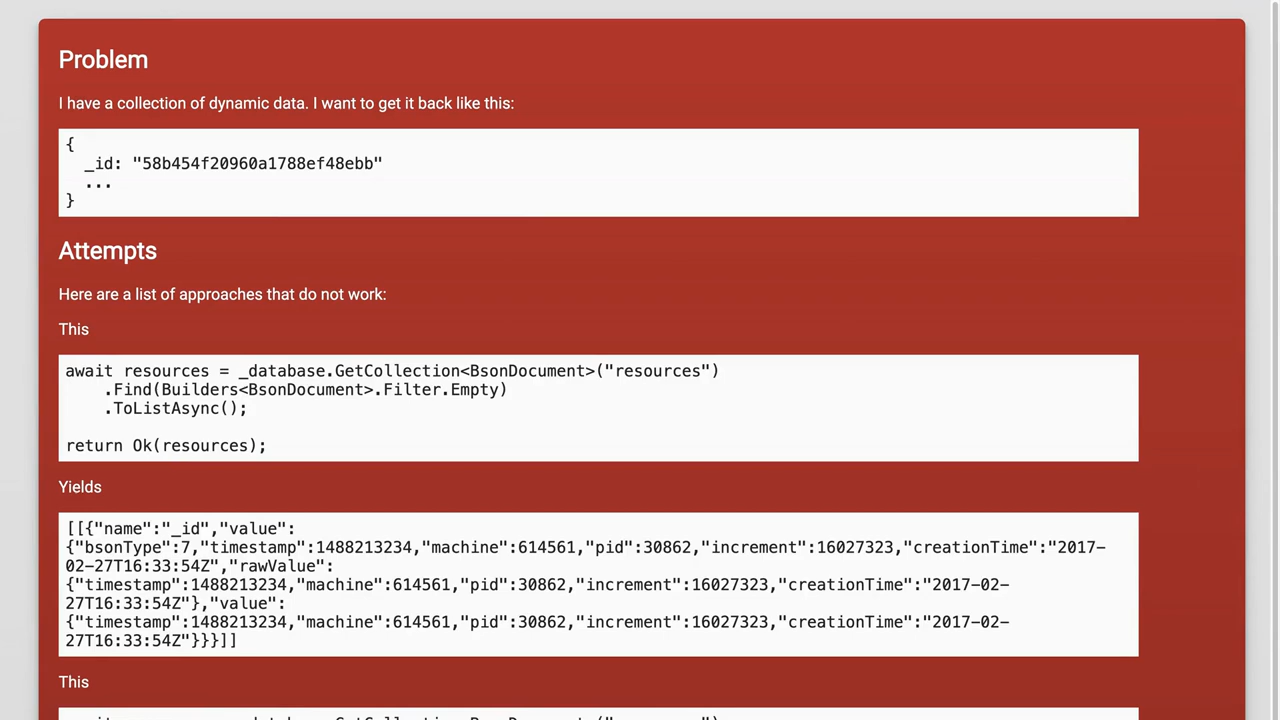 Problem
I have a collection of dynamic data. I want to get it back like this:
{
  _id: "58b454f20960a1788ef48ebb"
  ...
}
Attempts
Here are a list of approaches that do not work:
This
await resources = _database.GetCollection<BsonDocument>("resources")
    .Find(Builders<BsonDocument>.Filter.Empty)
    .ToListAsync();
return Ok(resources);
Yields
[[{"name":"_id","value":
{"bsonType":7,"timestamp":1488213234,"machine":614561,"pid":30862,"increment":16027323,"creationTime":"2017-
02-27T16:33:54Z","rawValue":
{"timestamp":1488213234,"machine":614561,"pid":30862,"increment":16027323,"creationTime":"2017-02-
27T16:33:54Z"},"value":
{"timestamp":1488213234,"machine":614561,"pid":30862,"increment":16027323,"creationTime":"2017-02-
27T16:33:54Z"}}}]]
This